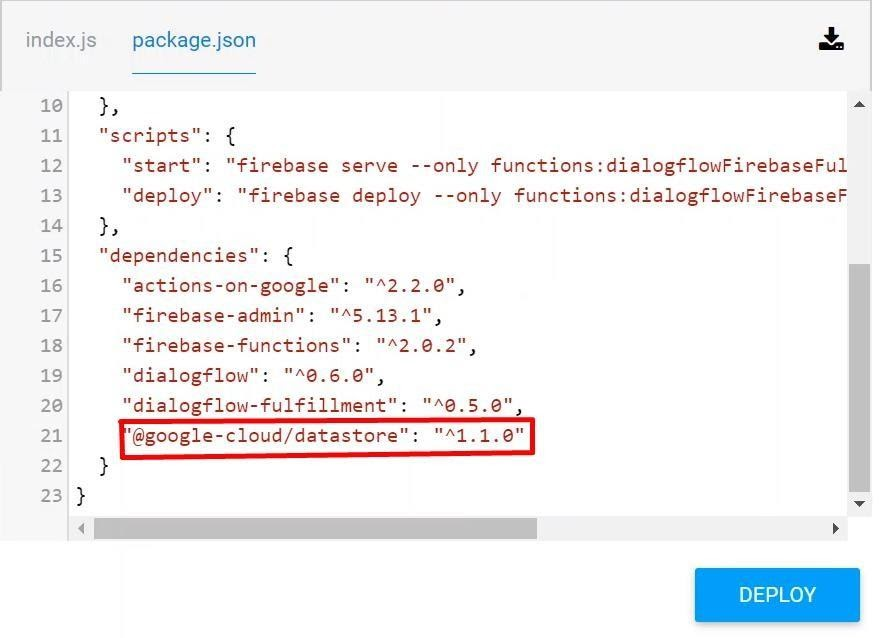 index.js package.json
10 },
11 "scripts": {
12 "start": "firebase serve --only functions:dialogflowFirebaseFul
13 "deploy": "firebase deploy --only functions:dialogflowFirebaseF
14 },
15 "dependencies": {
16 "actions-on-google": "^2.2.0",
17 "firebase-admin": "^5.13.1",
18 "firebase-functions": "^2.0.2",
19 "dialogflow": "^0.6.0",
20 "dialogflow-fulfillment": "^0.5.0",
21 "@google-cloud/datastore": "^1.1.0"
22 }
23 }
DEPLOY